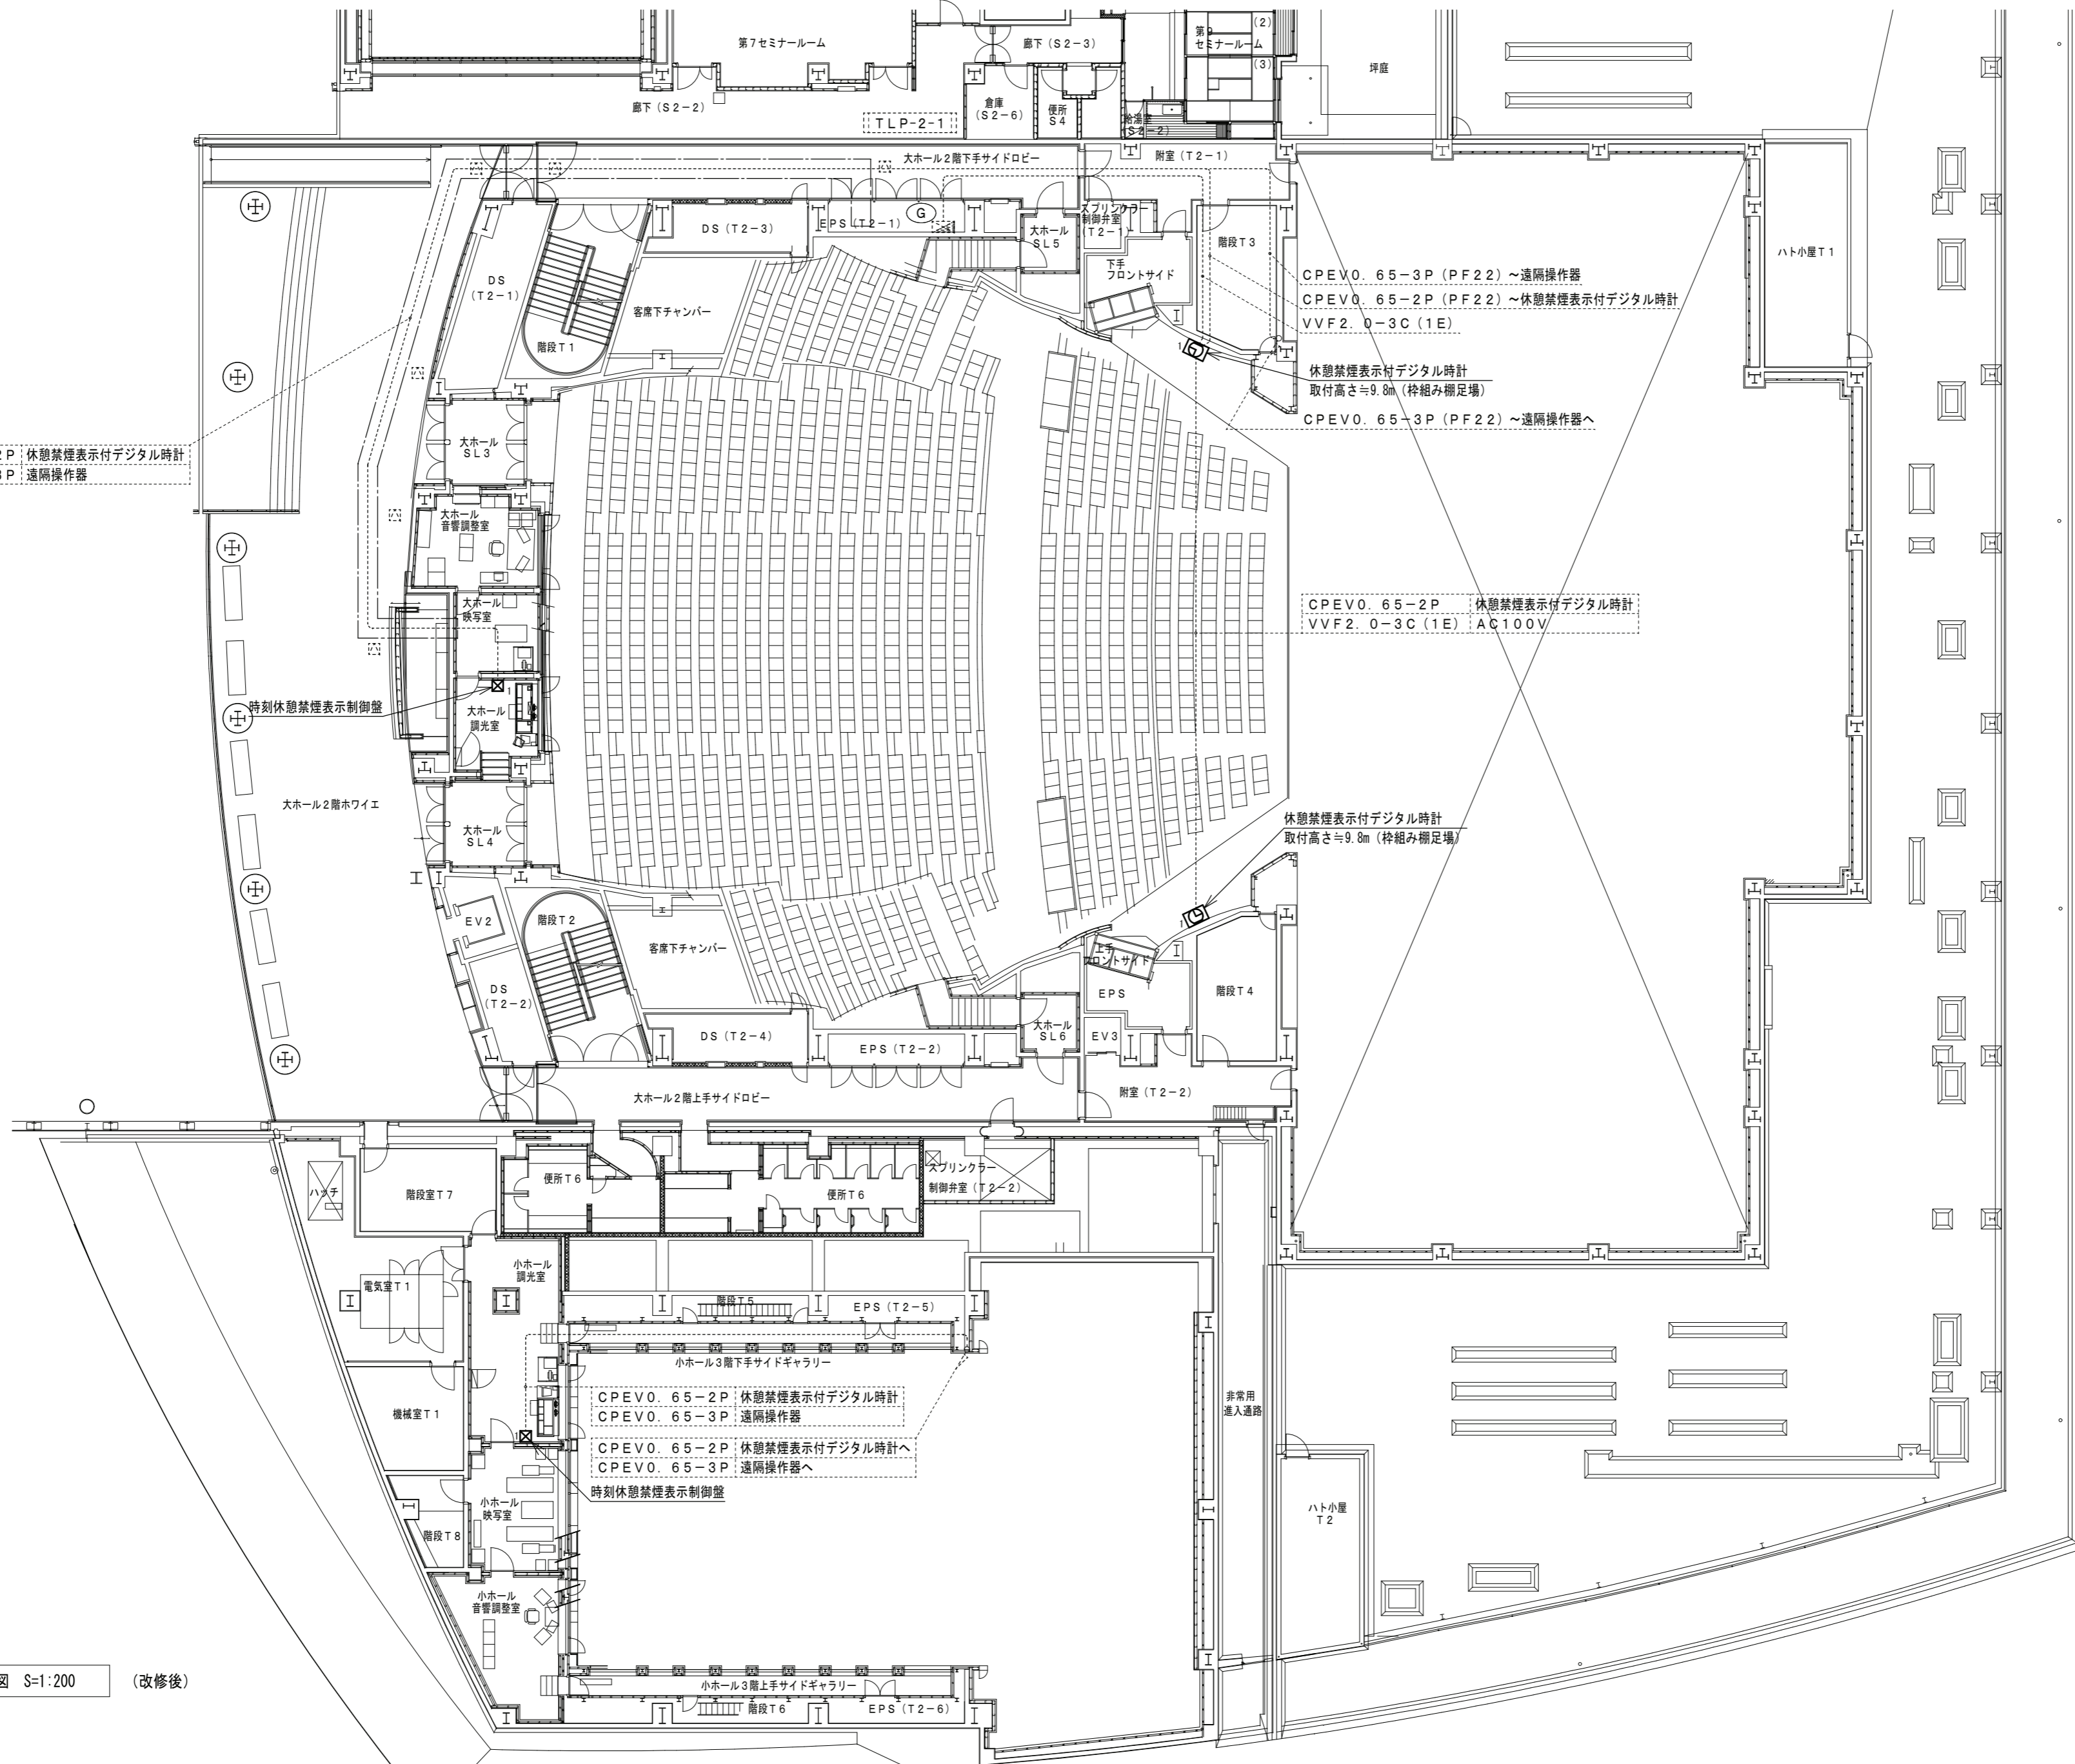 第7セミナールーム
廊下(S2-3)
第9
セミナールーム
(2)
(3)
坪庭
廊下(S2-2)
倉庫
(S2-6)
便所
S4
給湯室
(S2-2)
TLP-2-1
大ホール2階下手サイドロビー
附室(T2-1)
DS(T2-3)
EPS(T2-1)
G
大ホール
SL5
スプリンクラー
制御弁室
(T2-1)
階段T3
ハト小屋T1
DS
(T2-1)
下手
フロントサイド
CPEV0.65-3P(PF22)~遠隔操作器
CPEV0.65-2P(PF22)~休憩禁煙表示付デジタル時計
VVF2.0-3C(1E)
客席下チャンバー
階段T1
1
休憩禁煙表示付デジタル時計
取付高さ≒9.8m(枠組み棚足場)
CPEV0.65-3P(PF22)~遠隔操作器へ
2P 休憩禁煙表示付デジタル時計
3P 遠隔操作器
大ホール
SL3
大ホール
音響調整室
大ホール
映写室
CPEV0.65-2P 休憩禁煙表示付デジタル時計
VVF2.0-3C(1E) AC100V
時刻休憩禁煙表示制御盤
1
大ホール
調光室
大ホール2階ホワイエ
大ホール
SL4
休憩禁煙表示付デジタル時計
取付高さ≒9.8m(枠組み棚足場)
1
EV2
階段T2
客席下チャンバー
上手
フロントサイド
DS
(T2-2)
EPS
階段T4
DS(T2-4)
EPS(T2-2)
大ホール
SL6
EV3
大ホール2階上手サイドロビー
附室(T2-2)
ハッチ
階段室T7
便所T6
便所T6
スプリンクラー
制御弁室(T2-2)
小ホール
調光室
電気室T1
階段T5
EPS(T2-5)
小ホール3階下手サイドギャラリー
CPEV0.65-2P 休憩禁煙表示付デジタル時計
CPEV0.65-3P 遠隔操作器
非常用
進入通路
機械室T1
1
CPEV0.65-2P 休憩禁煙表示付デジタル時計へ
CPEV0.65-3P 遠隔操作器へ
時刻休憩禁煙表示制御盤
小ホール
映写室
階段T8
ハト小屋
T2
小ホール
音響調整室
図 S=1:200 (改修後)
小ホール3階上手サイドギャラリー
階段T6
EPS(T2-6)